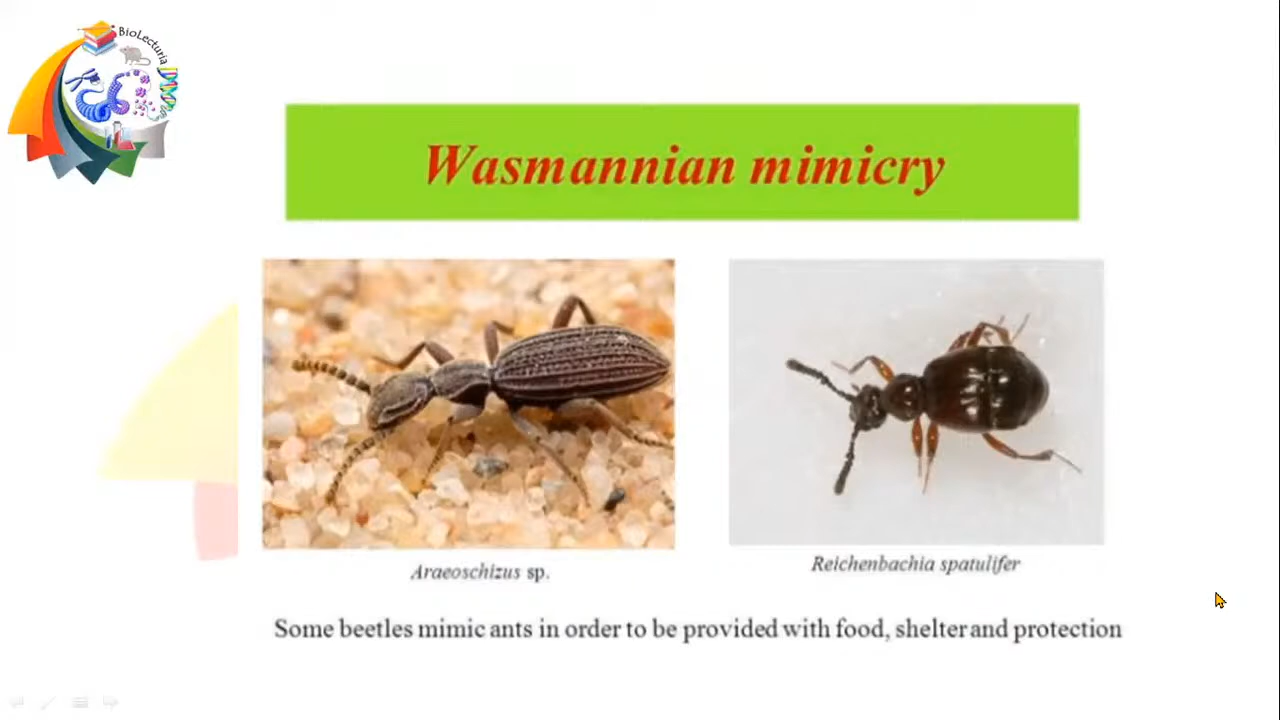 BioLecturia
Wasmannian mimicry
Araeoschizus sp.
Reichenbachia spatulifer
Some beetles mimic ants in order to be provided with food, shelter and protection